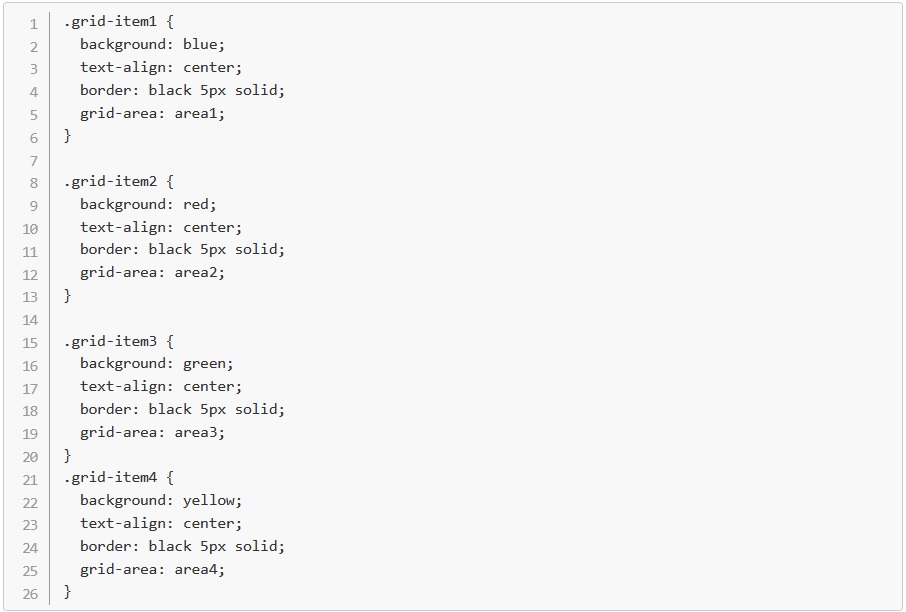 1 .grid-item1 {
2   background: blue;
3   text-align: center;
4   border: black 5px solid;
5   grid-area: area1;
6 }
7
8 .grid-item2 {
9   background: red;
10   text-align: center;
11   border: black 5px solid;
12   grid-area: area2;
13 }
14
15 .grid-item3 {
16   background: green;
17   text-align: center;
18   border: black 5px solid;
19   grid-area: area3;
20 }
21 .grid-item4 {
22   background: yellow;
23   text-align: center;
24   border: black 5px solid;
25   grid-area: area4;
26 }